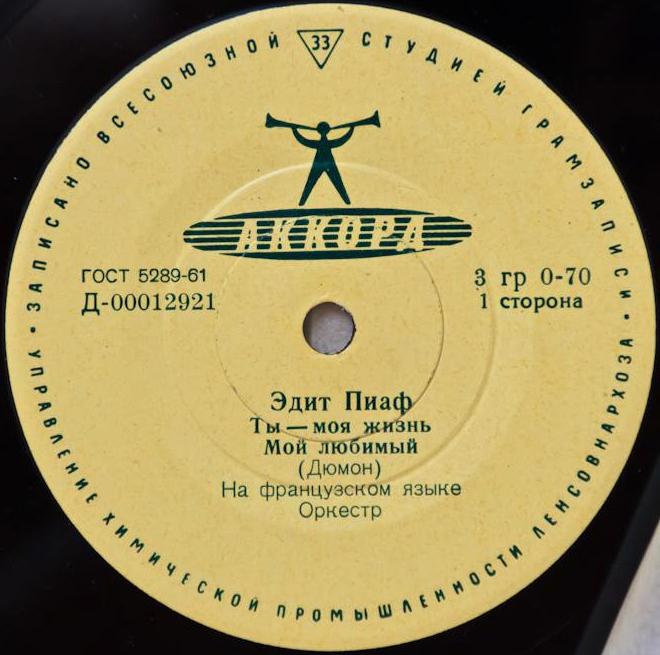 ЗАПИСАНО ВСЕСОЮЗНОЙ 33 СТУДИЕЙ ГРАМЗАПИСИ
АККОРД
ГОСТ 5289-61
Д-00012921
3 гр 0-70
1 сторона
Эдит Пиаф
Ты — моя жизнь
Мой любимый
(Дюмон)
На французском языке
Оркестр
• УПРАВЛЕНИЕ ХИМИЧЕСКОЙ ПРОМЫШЛЕННОСТИ ЛЕНСОВНАРХОЗА •